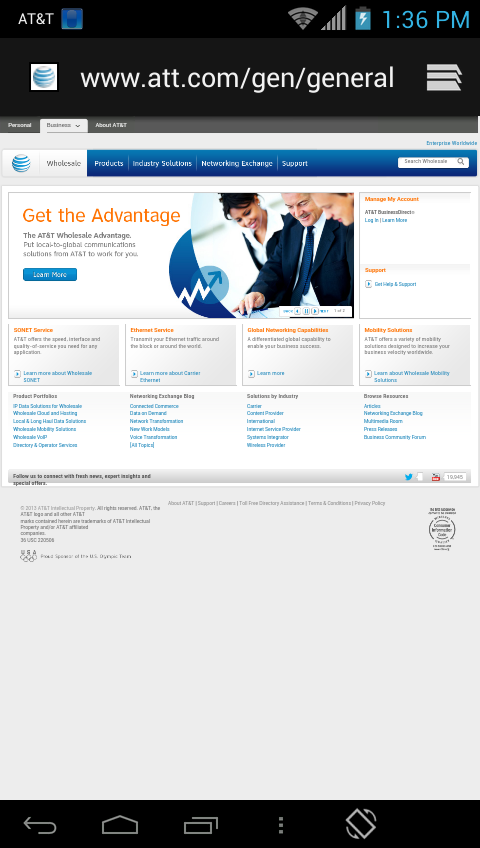 AT&T
1:36 PM
www.att.com/gen/general
Personal
Business
About AT&T
Enterprise Worldwide
Wholesale
Products
Industry Solutions
Networking Exchange
Support
Search Wholesale
Get the Advantage
The AT&T Wholesale Advantage.
Put local-to-global communications
solutions from AT&T to work for you.
Learn More
BACK
NEXT
1 of 2
Manage My Account
AT&T BusinessDirect®
Log In | Learn More
Support
Get Help & Support
SONET Service
AT&T offers the speed, interface and
quality-of-service you need for any
application.
Learn more about Wholesale
SONET
Ethernet Service
Transmit your Ethernet traffic around
the block or around the world.
Learn more about Carrier
Ethernet
Global Networking Capabilities
A differentiated global capability to
enable your business success.
Learn more
Mobility Solutions
AT&T offers a variety of mobility
solutions designed to increase your
business velocity worldwide.
Learn more about Wholesale Mobility
Solutions
Product Portfolios
IP Data Solutions for Wholesale
Wholesale Cloud and Hosting
Local & Long Haul Data Solutions
Wholesale Mobility Solutions
Wholesale VoIP
Directory & Operator Services
Networking Exchange Blog
Connected Commerce
Data on Demand
Network Transformation
New Work Models
Voice Transformation
[All Topics]
Solutions by Industry
Carrier
Content Provider
International
Internet Service Provider
Systems Integrator
Wireless Provider
Browse Resources
Articles
Networking Exchange Blog
Multimedia Room
Press Releases
Business Community Forum
Follow us to connect with fresh news, expert insights and
special offers.
19,945
About AT&T | Support | Careers | Toll Free Directory Assistance | Terms & Conditions | Privacy Policy
© 2013 AT&T Intellectual Property. All rights reserved. AT&T, the
AT&T logo and all other AT&T
marks contained herein are trademarks of AT&T Intellectual
Property and/or AT&T affiliated
companies.
36 USC 220506
USA
Proud Sponsor of the U.S. Olympic Team
Consumer
Information
Code